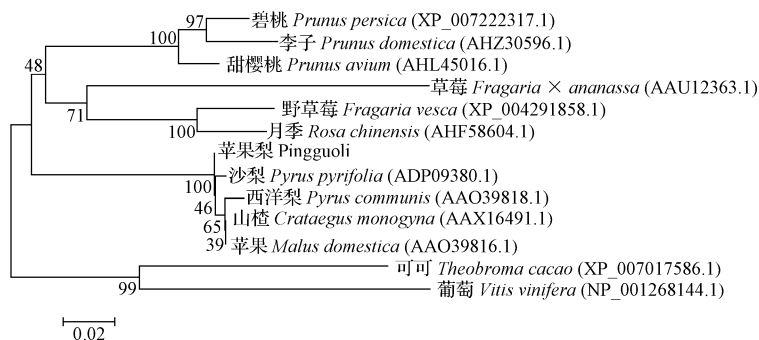 碧桃 Prunus persica (XP_007222317.1)
97
李子 Prunus domestica (AHZ30596.1)
100
甜樱桃 Prunus avium (AHL45016.1)
48
草莓 Fragaria × ananassa (AAU12363.1)
71
野草莓 Fragaria vesca (XP_004291858.1)
100
月季 Rosa chinensis (AHF58604.1)
苹果梨 Pingguoli
沙梨 Pyrus pyrifolia (ADP09380.1)
100
西洋梨 Pyrus communis (AAO39818.1)
46
山楂 Crataegus monogyna (AAX16491.1)
65
39 苹果 Malus domestica (AAO39816.1)
可可 Theobroma cacao (XP_007017586.1)
99
葡萄 Vitis vinifera (NP_001268144.1)
0.02